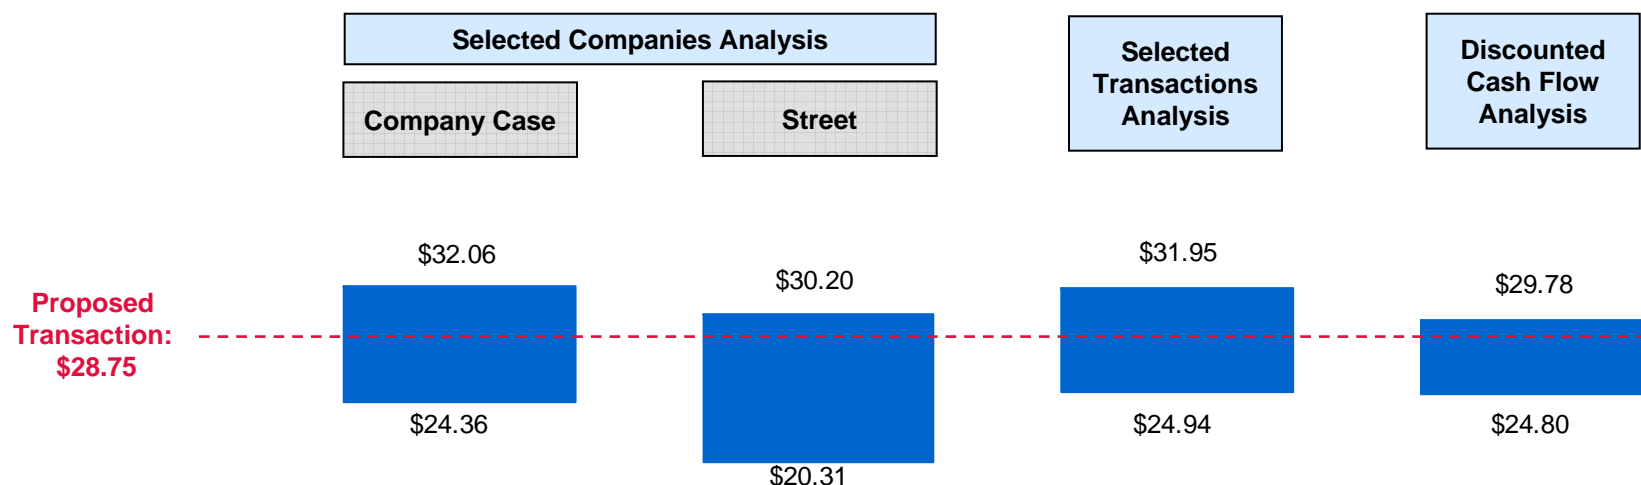 Selected Companies Analysis
Company Case
Street
Selected
Transactions
Analysis
Discounted
Cash Flow
Analysis
$32.06
$30.20
$31.95
$29.78
Proposed
Transaction:
$28.75
$24.36
$20.31
$24.94
$24.80